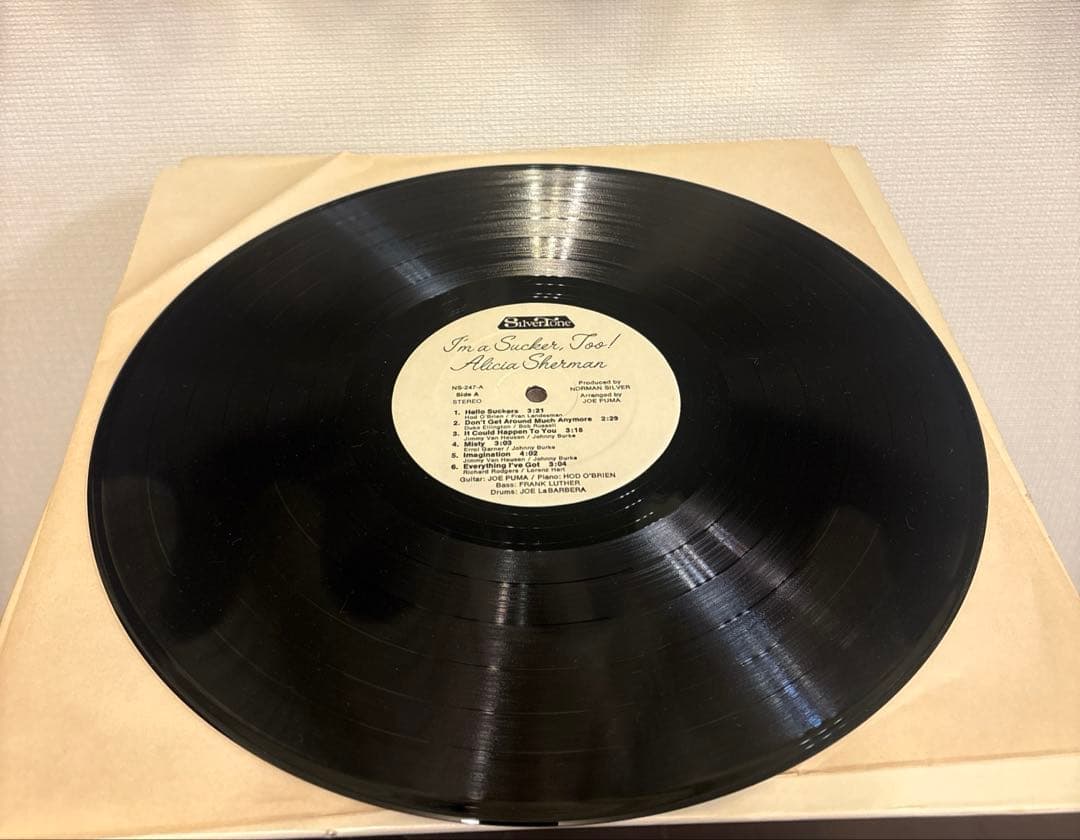 SilverTone
I'm a Sucker, Too!
Alicia Sherman
NS-247-A
Side A
STEREO
Produced by
NORMAN SILVER
Arranged by
JOE PUMA
1. Hello Suckers 3:21
Hod O'Brien / Fran Landesman
2. Don't Get Around Much Anymore 2:29
Duke Ellington / Bob Russell
3. It Could Happen To You 3:18
Jimmy Van Heusen / Johnny Burke
4. Misty 3:03
Errol Garner / Johnny Burke
5. Imagination 4:02
Jimmy Van Heusen / Johnny Burke
6. Everything I've Got 3:04
Richard Rodgers / Lorenz Hart
Guitar: JOE PUMA / Piano: HOD O'BRIEN
Bass: FRANK LUTHER
Drums: JOE LaBARBERA